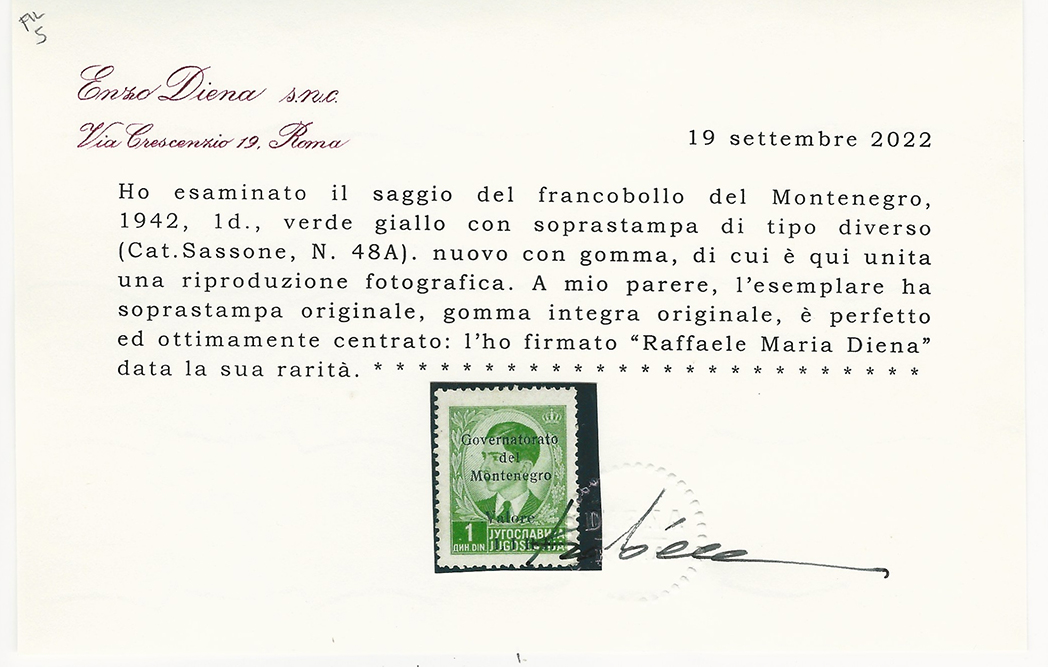 Enzo Diena s.n.c.
Via Crescenzio 19, Roma
19 settembre 2022
Ho esaminato il saggio del francobollo del Montenegro,
1942, 1d., verde giallo con soprastampa di tipo diverso
(Cat.Sassone, N. 48A). nuovo con gomma, di cui è qui unita
una riproduzione fotografica. A mio parere, l'esemplare ha
soprastampa originale, gomma integra originale, è perfetto
ed ottimamente centrato: l'ho firmato “Raffaele Maria Diena”
data la sua rarità. * * * * * * * * * * * * * * * * * * *
Governatorato
del
Montenegro
Valore
1
ДИН. DIN
ЈУГОСЛАВИЈА
JUGOSLAVIJA